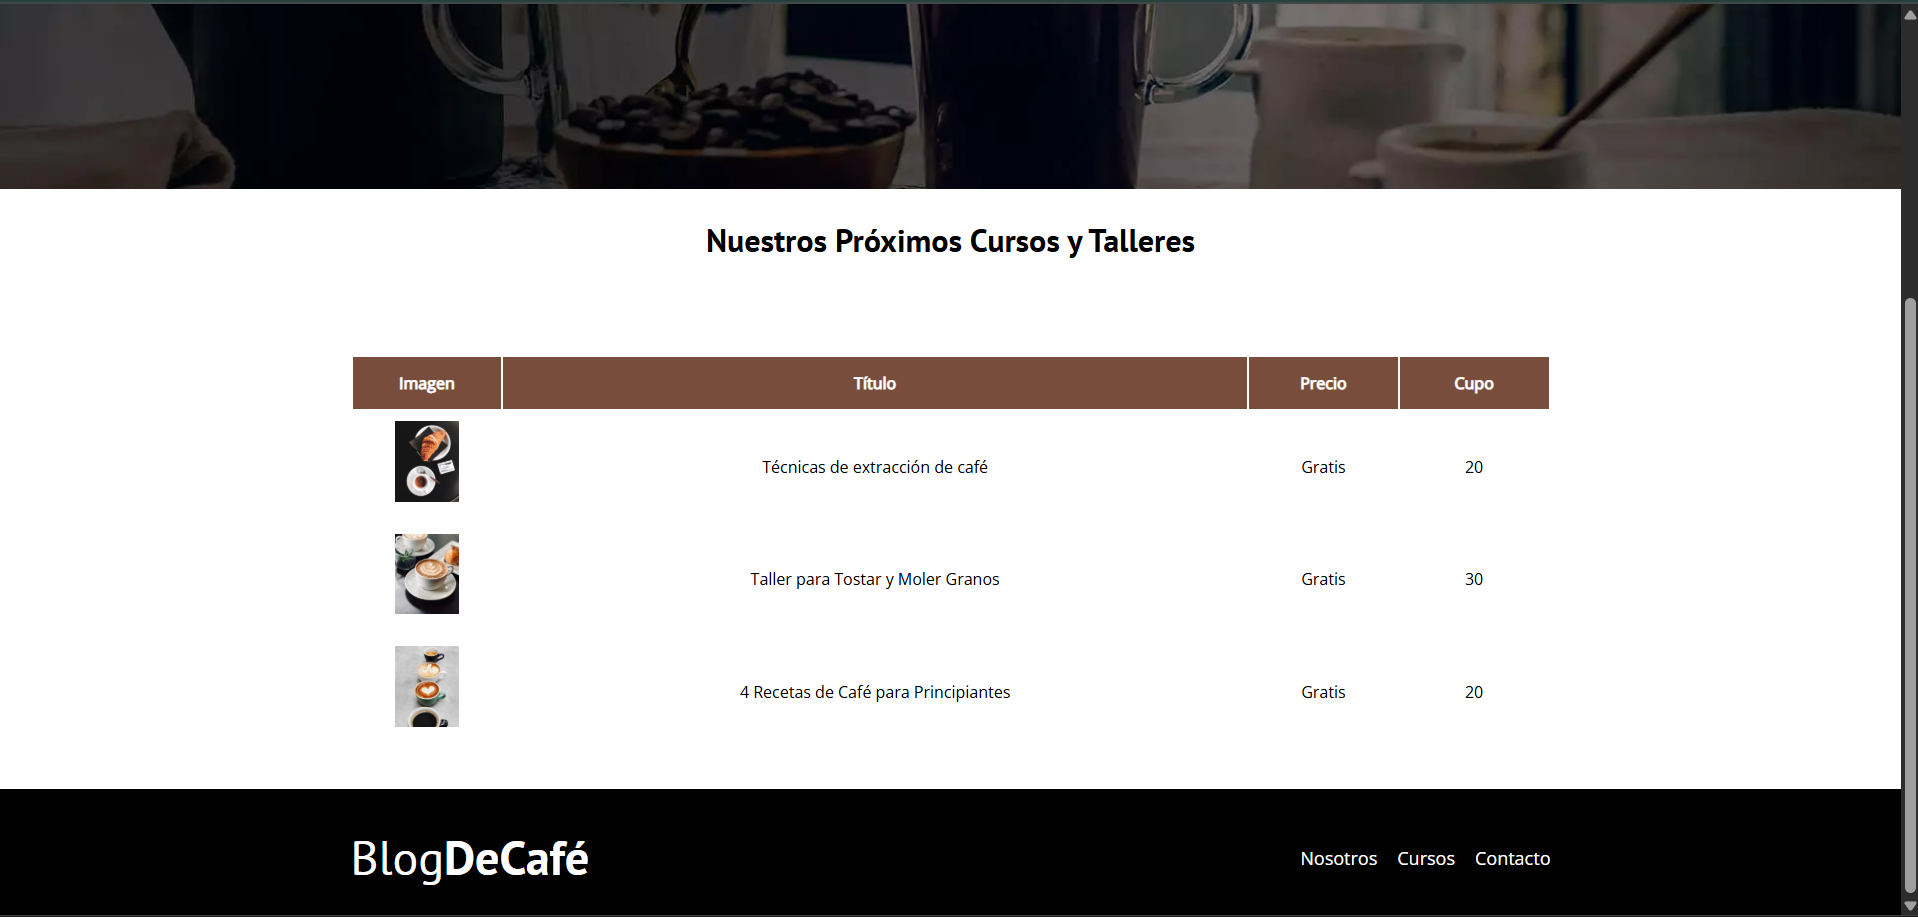 Nuestros Próximos Cursos y Talleres
Imagen Título Precio Cupo
Técnicas de extracción de café Gratis 20
Taller para Tostar y Moler Granos Gratis 30
4 Recetas de Café para Principiantes Gratis 20
BlogDeCafé Nosotros Cursos Contacto